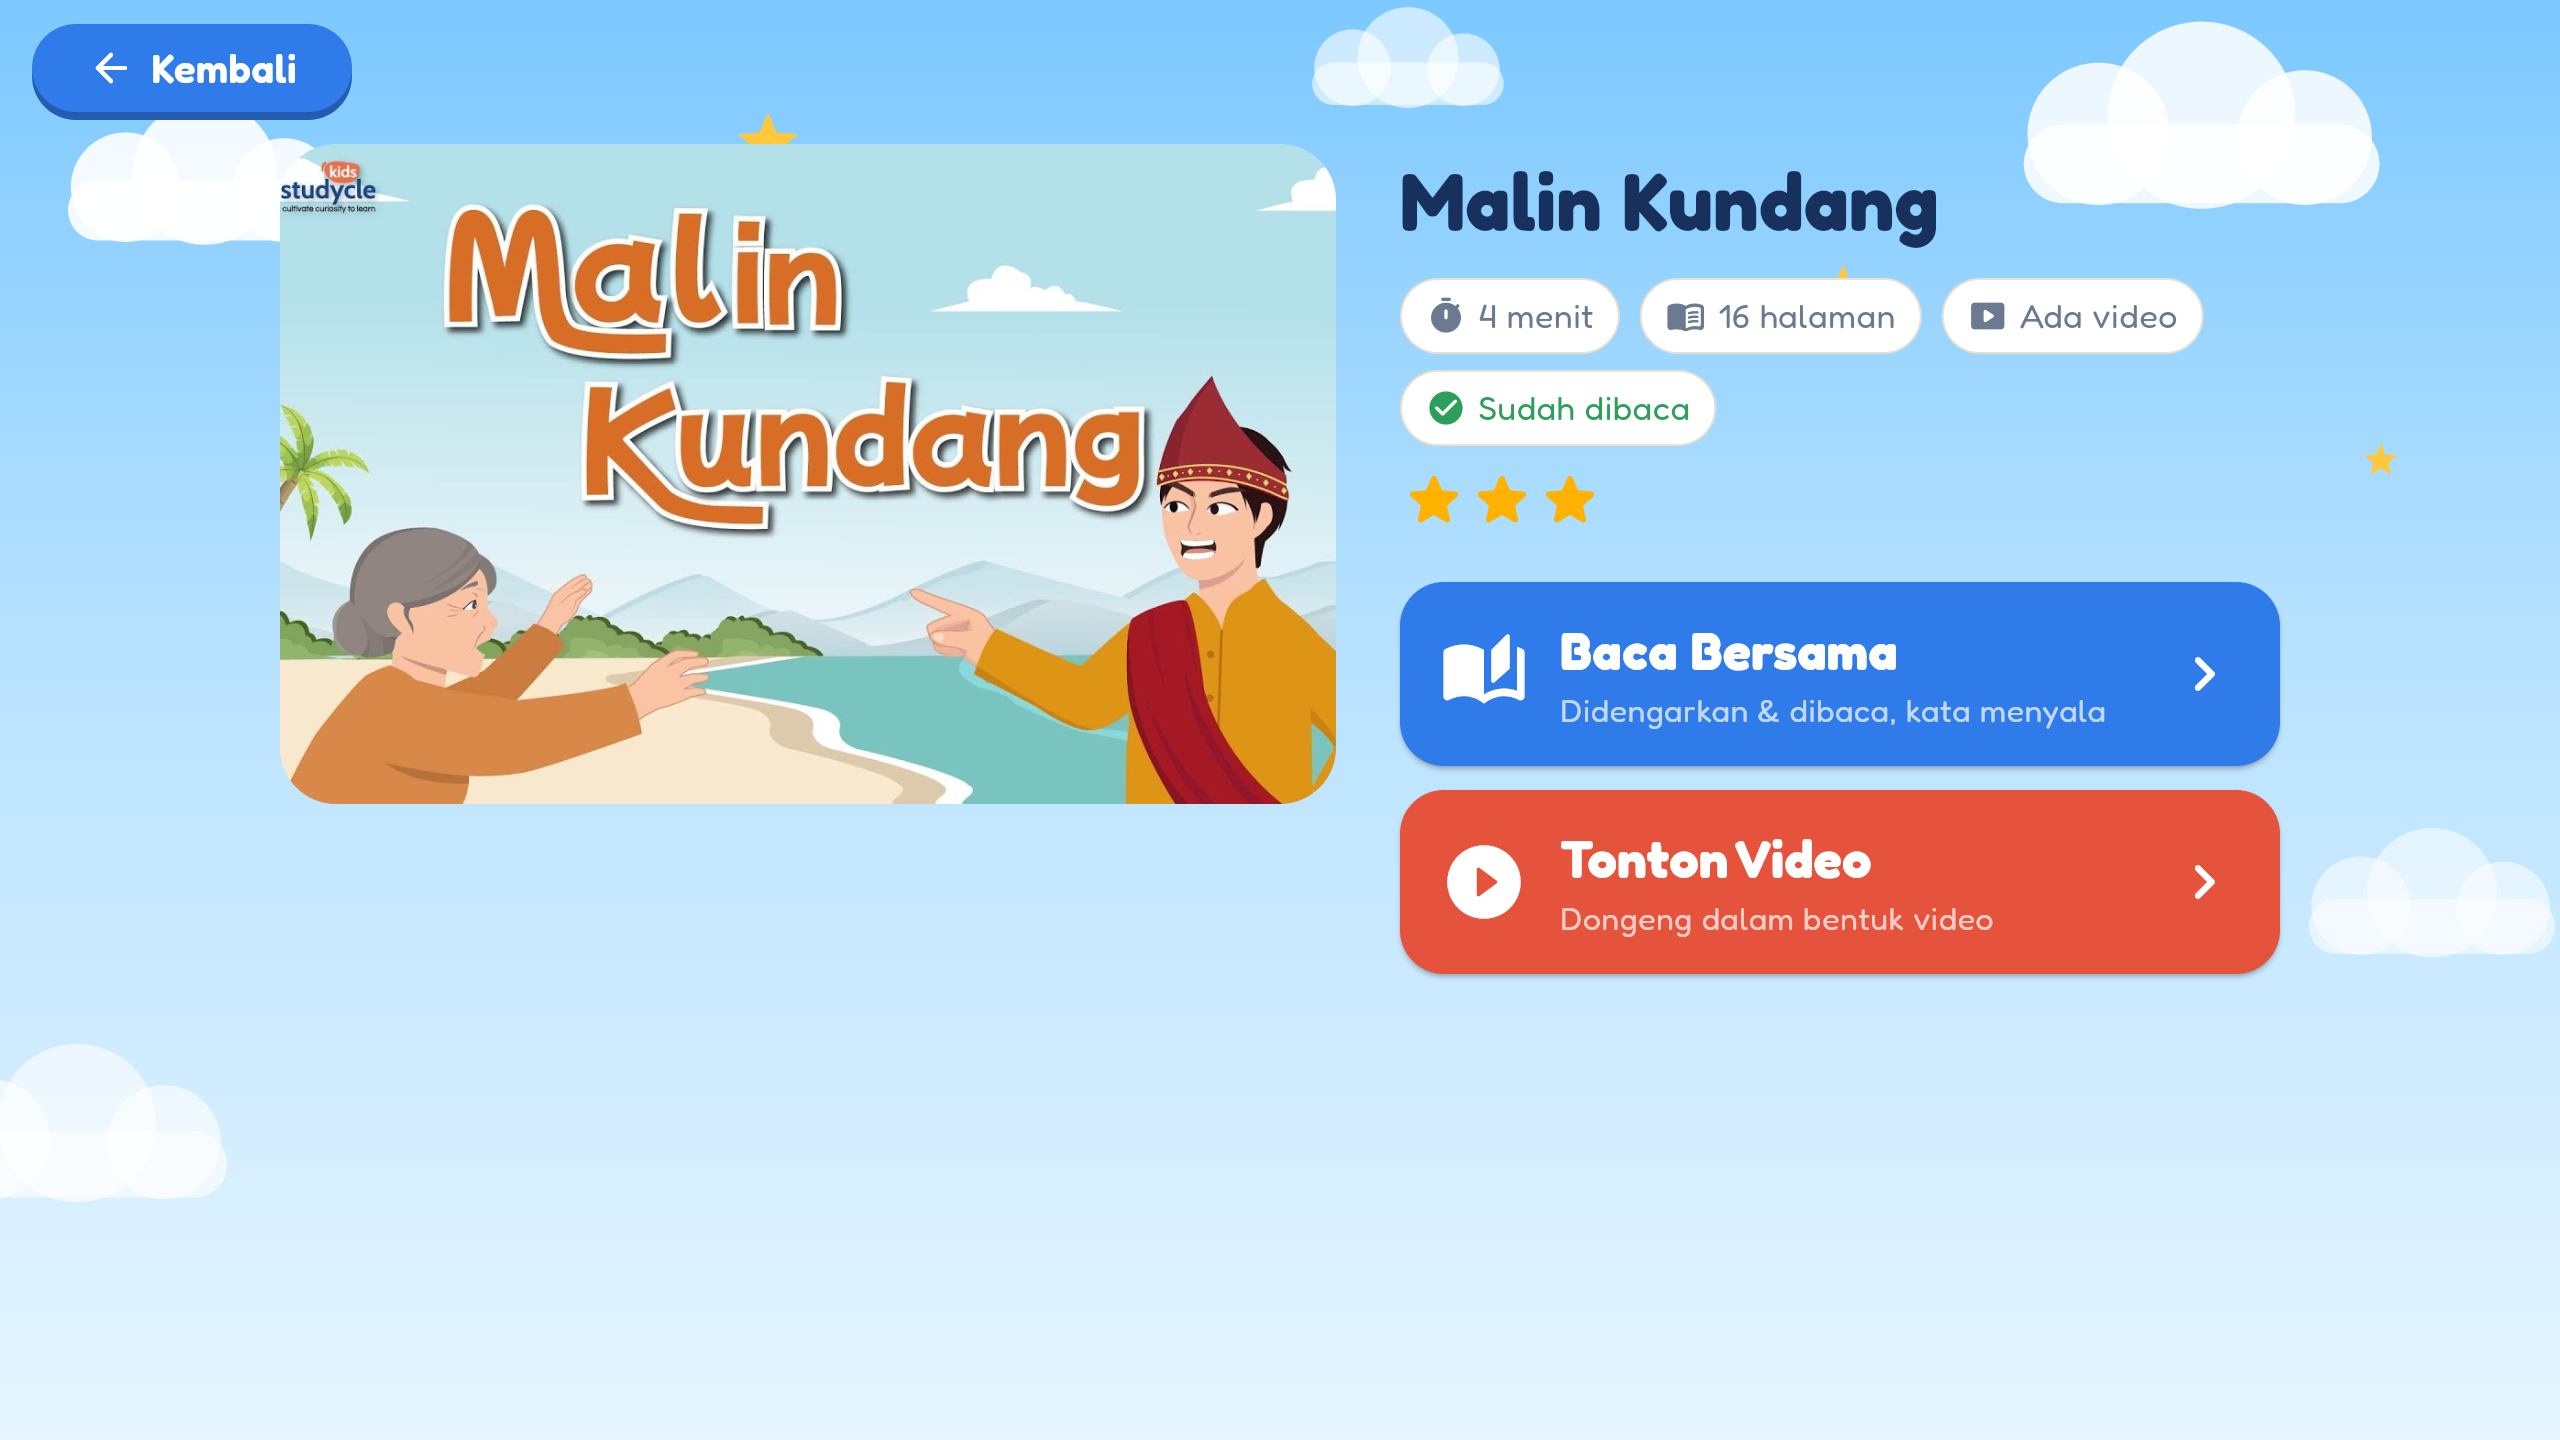 Kembali
kids
studycle
cultivate curiosity to learn
Malin
Kundang
Malin Kundang
4 menit
16 halaman
Ada video
Sudah dibaca
Baca Bersama
Didengarkan & dibaca, kata menyala
Tonton Video
Dongeng dalam bentuk video